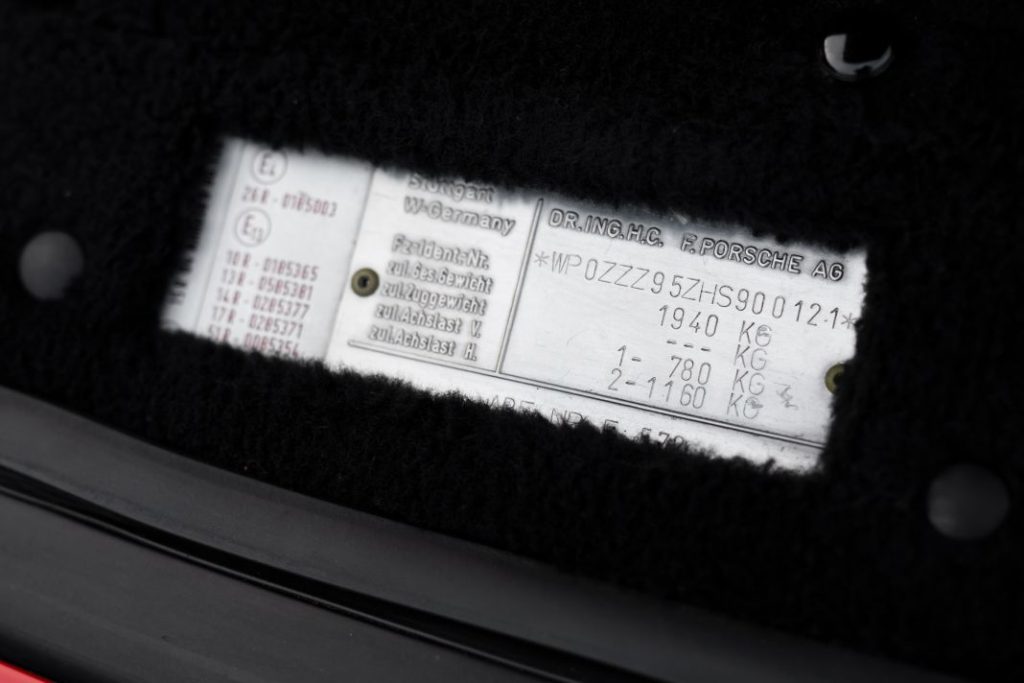 E4
26R-0185003
E13
10R-0185365
13R-0585381
14R-0285377
17R-0285371
51R-0085254
Stuttgart
W-Germany
Fz.Ident-Nr.
zul.Ges.Gewicht
zul.Zuggewicht
zul.Achslast V.
zul.Achslast H.
DR.ING.H.C. F.PORSCHE AG
*WP0ZZZ95ZHS900121*
1940 KG
--- KG
1- 780 KG
2-1160 KG